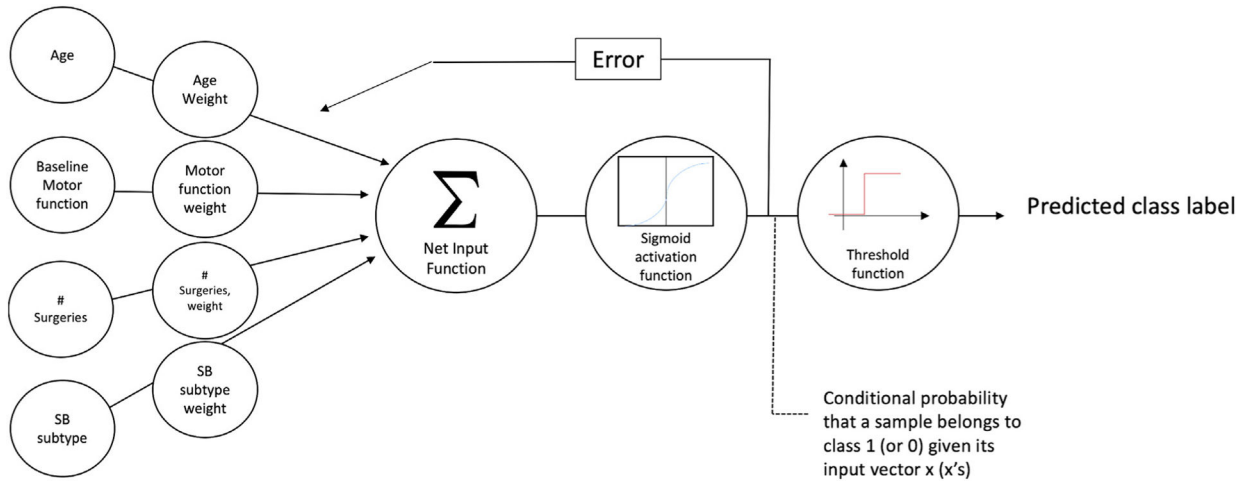 Age
Age
Weight
Error
Baseline
Motor
function
Motor
function
weight
Σ
Net Input
Function
Sigmoid
activation
function
Threshold
function
Predicted class label
#
Surgeries
#
Surgeries,
weight
SB
subtype
SB
subtype
weight
Conditional probability
that a sample belongs to
class 1 (or 0) given its
input vector x (x’s)